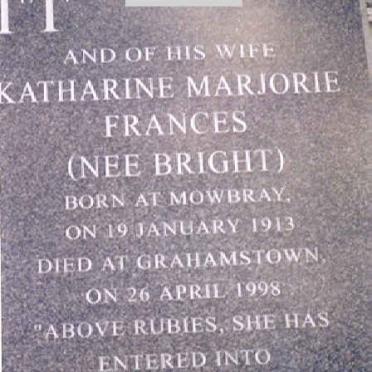 AND OF HIS WIFE
KATHARINE MARJORIE
FRANCES
(NEE BRIGHT)
BORN AT MOWBRAY,
ON 19 JANUARY 1913
DIED AT GRAHAMSTOWN,
ON 26 APRIL 1998
"ABOVE RUBIES, SHE HAS
ENTERED INTO